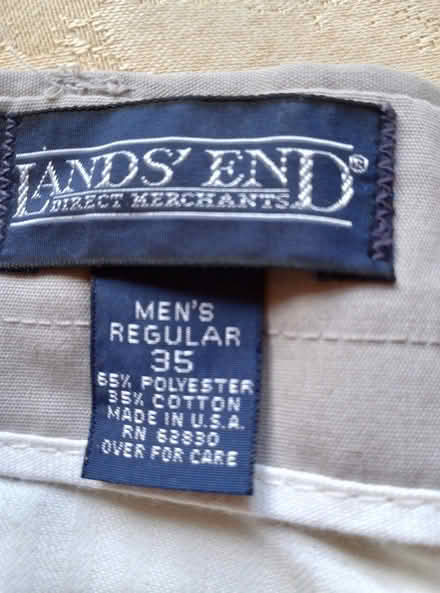 LANDS' END®
DIRECT MERCHANTS
MEN'S
REGULAR
35
65% POLYESTER
35% COTTON
MADE IN U.S.A.
RN 62830
OVER FOR CARE